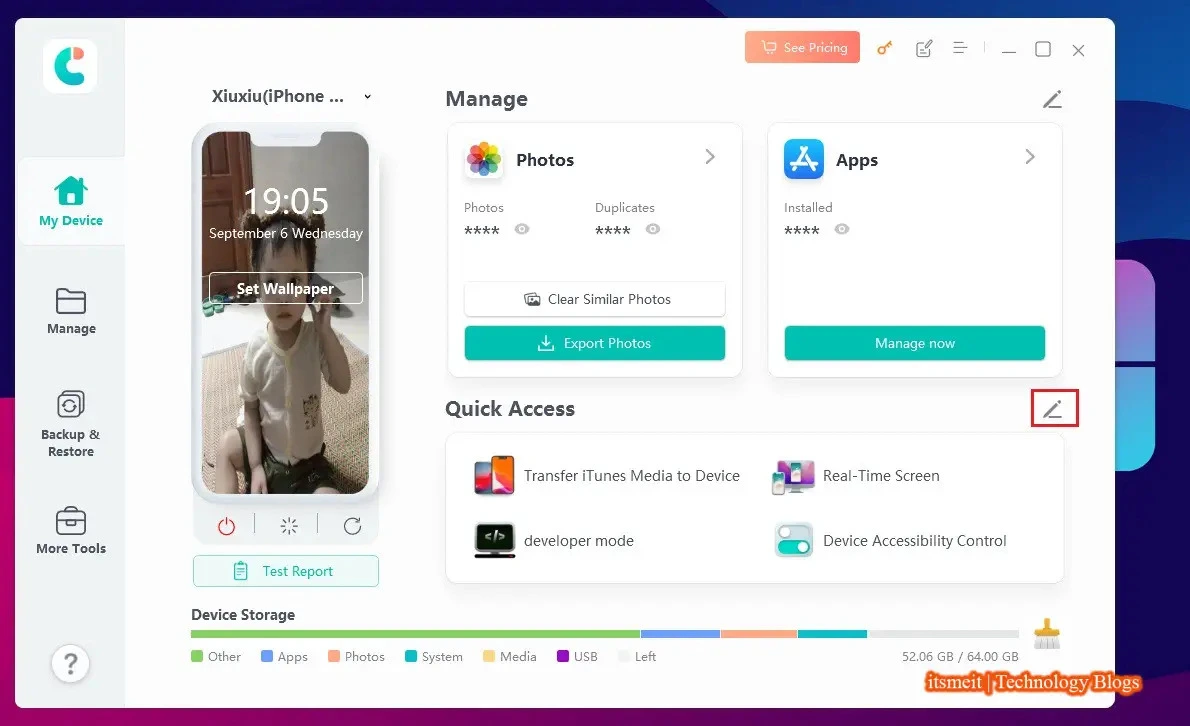 See Pricing
Xiuxiu(iPhone ...
19:05
September 6 Wednesday
Set Wallpaper
Test Report
My Device
Manage
Backup &
Restore
More Tools
?
Manage
Photos
Photos
Duplicates
****
****
Clear Similar Photos
Export Photos
Apps
Installed
****
Manage now
Quick Access
Transfer iTunes Media to Device
Real-Time Screen
</>
developer mode
Device Accessibility Control
Device Storage
Other
Apps
Photos
System
Media
USB
Left
52.06 GB / 64.00 GB
itsmeit | Technology Blogs